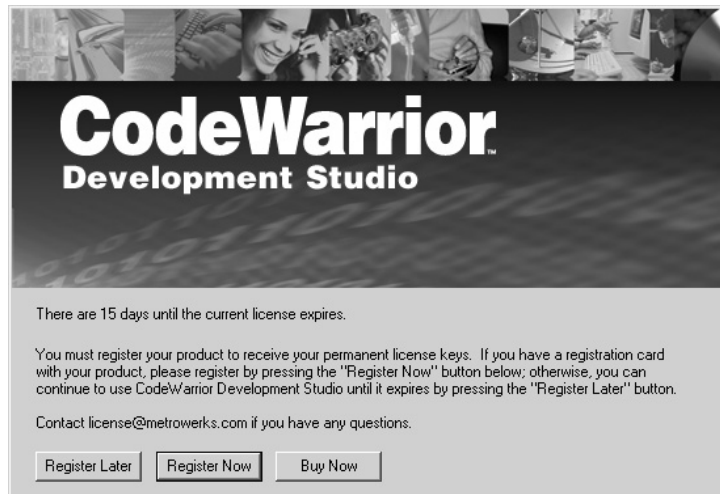 CodeWarrior™
Development Studio
There are 15 days until the current license expires.
You must register your product to receive your permanent license keys. If you have a registration card
with your product, please register by pressing the "Register Now" button below; otherwise, you can
continue to use CodeWarrior Development Studio until it expires by pressing the "Register Later" button.
Contact license@metrowerks.com if you have any questions.
Register Later Register Now Buy Now